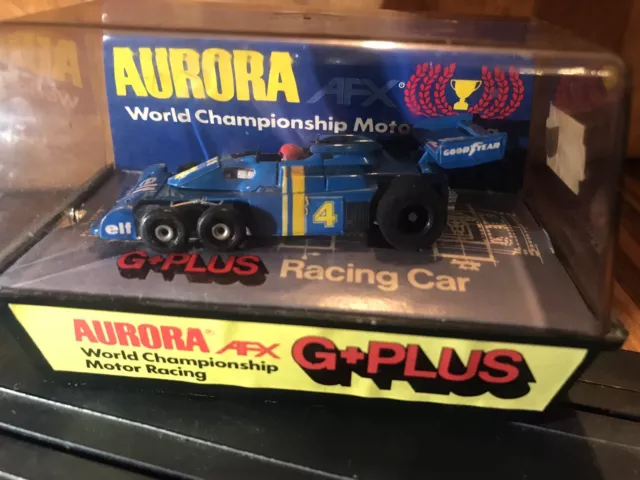 AURORA AFX®
World Championship Moto
GOODYEAR
elf
4
G+PLUS Racing Car
AURORA® AFX G+PLUS
World Championship
Motor Racing